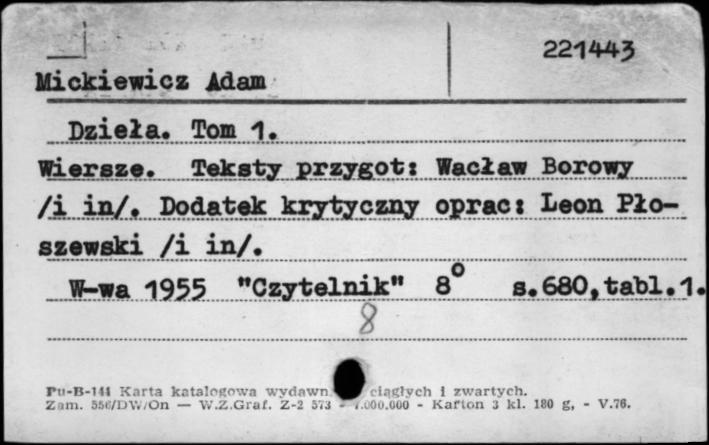 221443
Mickiewicz Adam
Dzieła. Tom 1.
Wiersze. Teksty przygot: Wacław Borowy
/i in/. Dodatek krytyczny oprac: Leon Pło-
szewski /i in/.
W-wa 1955 "Czytelnik" 8° s.680,tabl.1.
8
Pu-B-144 Karta katalogowa wydawn. ciągłych i zwartych.
Zam. 556/DW/On — W.Z.Graf. Z-2 573 - 1.000.000 - Karton 3 kl. 180 g, - V.76.